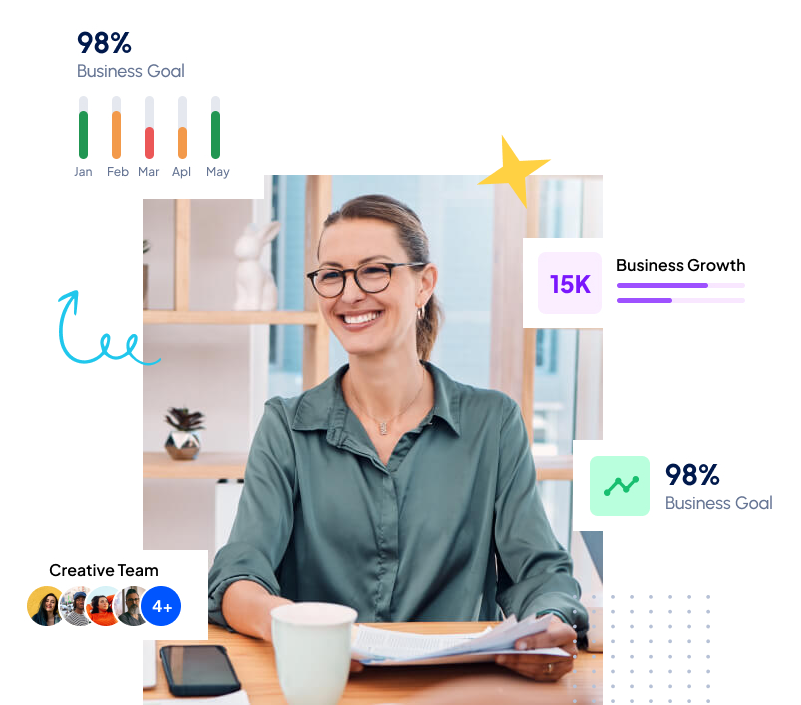 98%
Business Goal
Jan Feb Mar Apl May
15K
Business Growth
98%
Business Goal
Creative Team
4+